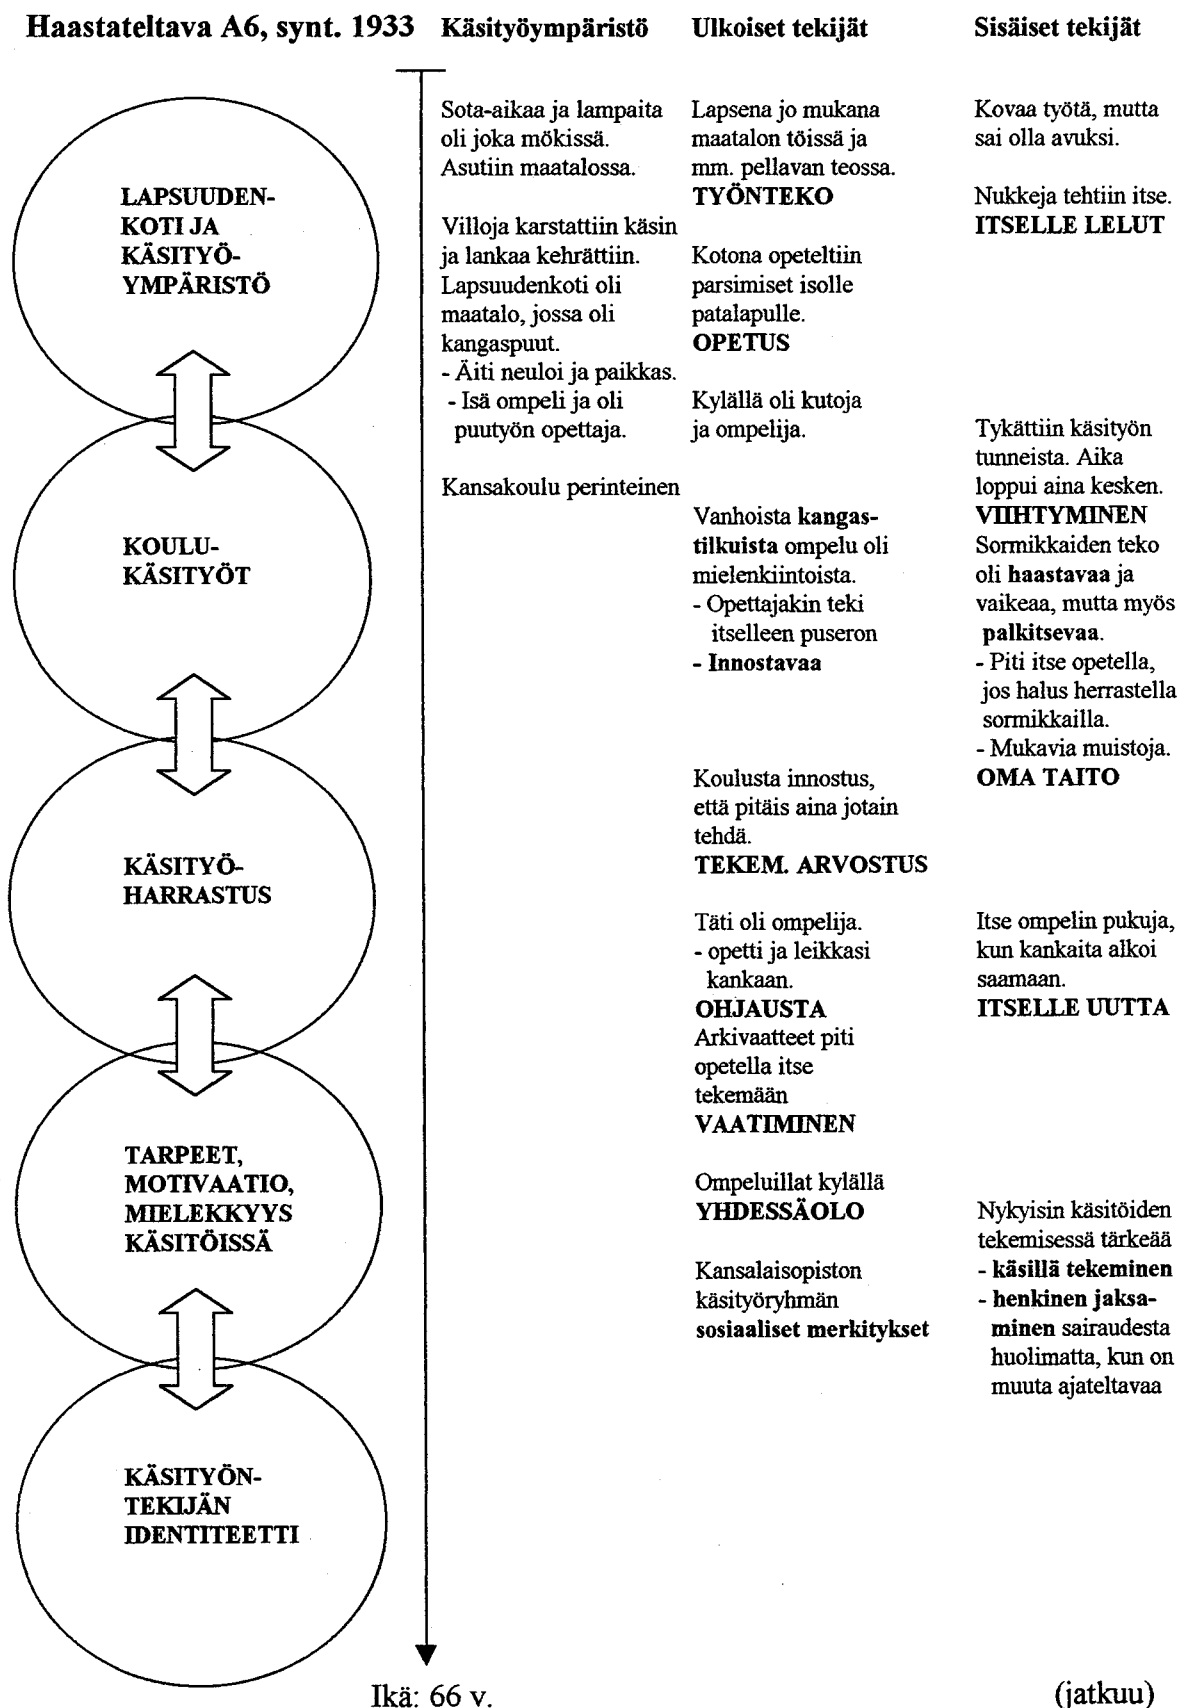 Haastateltava A6, synt. 1933
Käsityöympäristö
Ulkoiset tekijät
Sisäiset tekijät
LAPSUUDEN-
KOTI JA
KÄSITYÖ-
YMPÄRISTÖ
KOULU-
KÄSITYÖT
KÄSITYÖ-
HARRASTUS
TARPEET,
MOTIVAATIO,
MIELEKKYYS
KÄSITÖISSÄ
KÄSITYÖN-
TEKIJÄN
IDENTITEETTI
Sota-aikaa ja lampaita
oli joka mökissä.
Asutiin maatalossa.
Villoja karstattiin käsin
ja lankaa kehrättiin.
Lapsuudenkoti oli
maatalo, jossa oli
kangaspuut.
- Äiti neuloi ja paikkas.
- Isä ompeli ja oli
puutyön opettaja.
Kansakoulu perinteinen
Lapsena jo mukana
maatalon töissä ja
mm. pellavan teossa.
TYÖNTEKO
Kotona opeteltiin
parsimiset isolle
patalapulle.
OPETUS
Kylällä oli kutoja
ja ompelija.
Vanhoista kangas-
tilkuista ompelu oli
mielenkiintoista.
- Opettajakin teki
itselleen puseron
- Innostavaa
Koulusta innostus,
että pitäis aina jotain
tehdä.
TEKEM. ARVOSTUS
Täti oli ompelija.
- opetti ja leikkasi
kankaan.
OHJAUSTA
Arkivaatteet piti
opetella itse
tekemään
VAATIMINEN
Ompeluillat kylällä
YHDESSÄOLO
Kansalaisopiston
käsityöryhmän
sosiaaliset merkitykset
Kovaa työtä, mutta
sai olla avuksi.
Nukkeja tehtiin itse.
ITSELLE LELUT
Tykättiin käsityön
tunneista. Aika
loppui aina kesken.
VIIHTYMINEN
Sormikkaiden teko
oli haastavaa ja
vaikeaa, mutta myös
palkitsevaa.
- Piti itse opetella,
jos halus herrastella
sormikkailla.
- Mukavia muistoja.
OMA TAITO
Itse ompelin pukuja,
kun kankaita alkoi
saamaan.
ITSELLE UUTTA
Nykyisin käsitöiden
tekemisessä tärkeää
- käsillä tekeminen
- henkinen jaksa-
minen sairaudesta
huolimatta, kun on
muuta ajateltavaa
Ikä: 66 v.
(jatkuu)